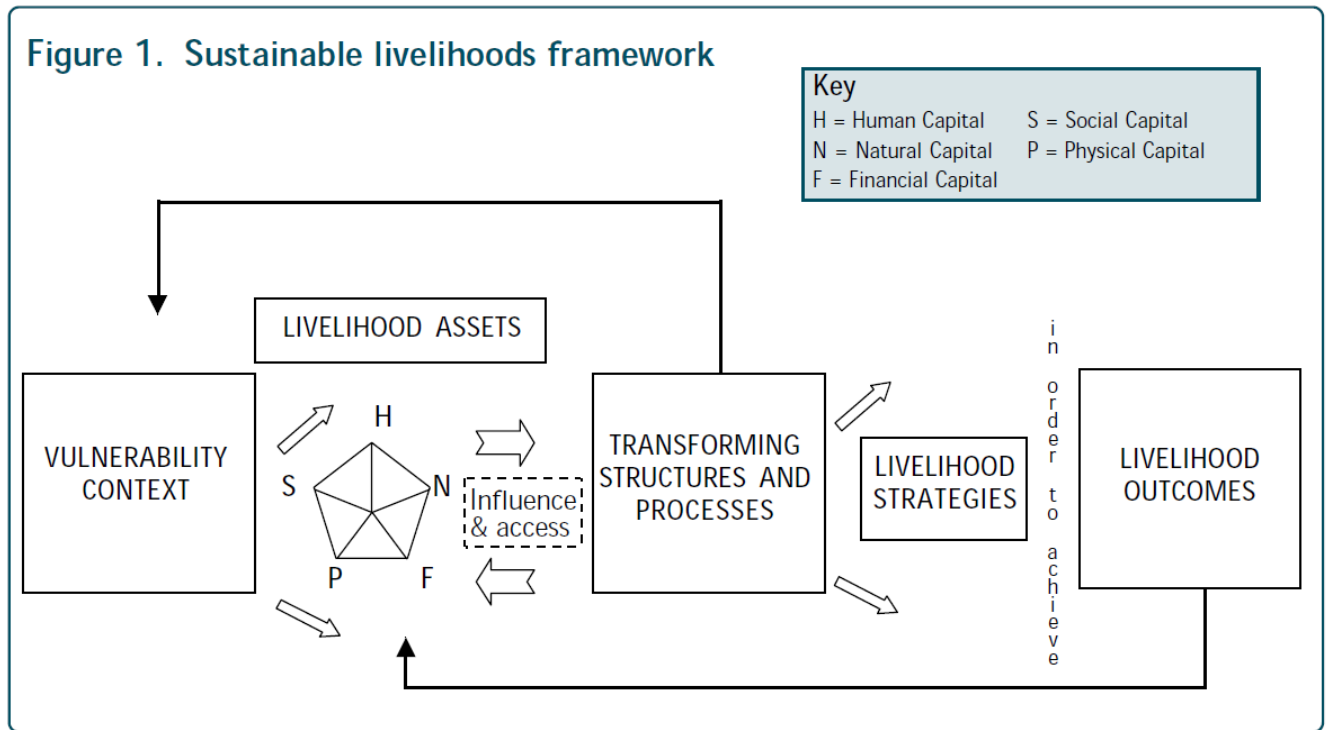 Figure 1. Sustainable livelihoods framework
Key
H = Human Capital S = Social Capital
N = Natural Capital P = Physical Capital
F = Financial Capital
LIVELIHOOD ASSETS
VULNERABILITY
CONTEXT
H
S
N
P
F
Influence
& access
TRANSFORMING
STRUCTURES AND
PROCESSES
LIVELIHOOD
STRATEGIES
in order to achieve
LIVELIHOOD
OUTCOMES